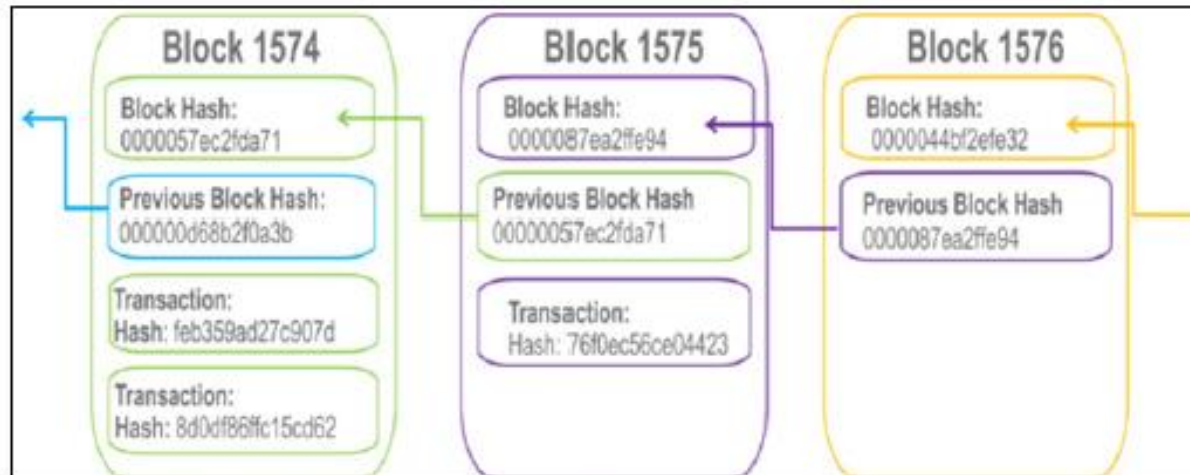 Block 1574
Block Hash:
0000057ec2fda71
Previous Block Hash:
000000d68b2f0a3b
Transaction:
Hash: feb359ad27c907d
Transaction:
Hash: 8d0df86ffc15cd62
Block 1575
Block Hash:
0000087ea2ffe94
Previous Block Hash
00000057ec2fda71
Transaction:
Hash: 76f0ec56ce04423
Block 1576
Block Hash:
0000044bf2efe32
Previous Block Hash
0000087ea2ffe94